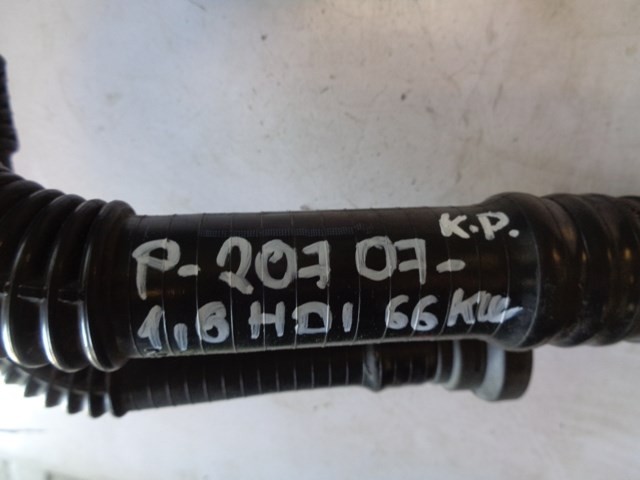 P-207 07- K.P.
1,6 HDI 66 KW